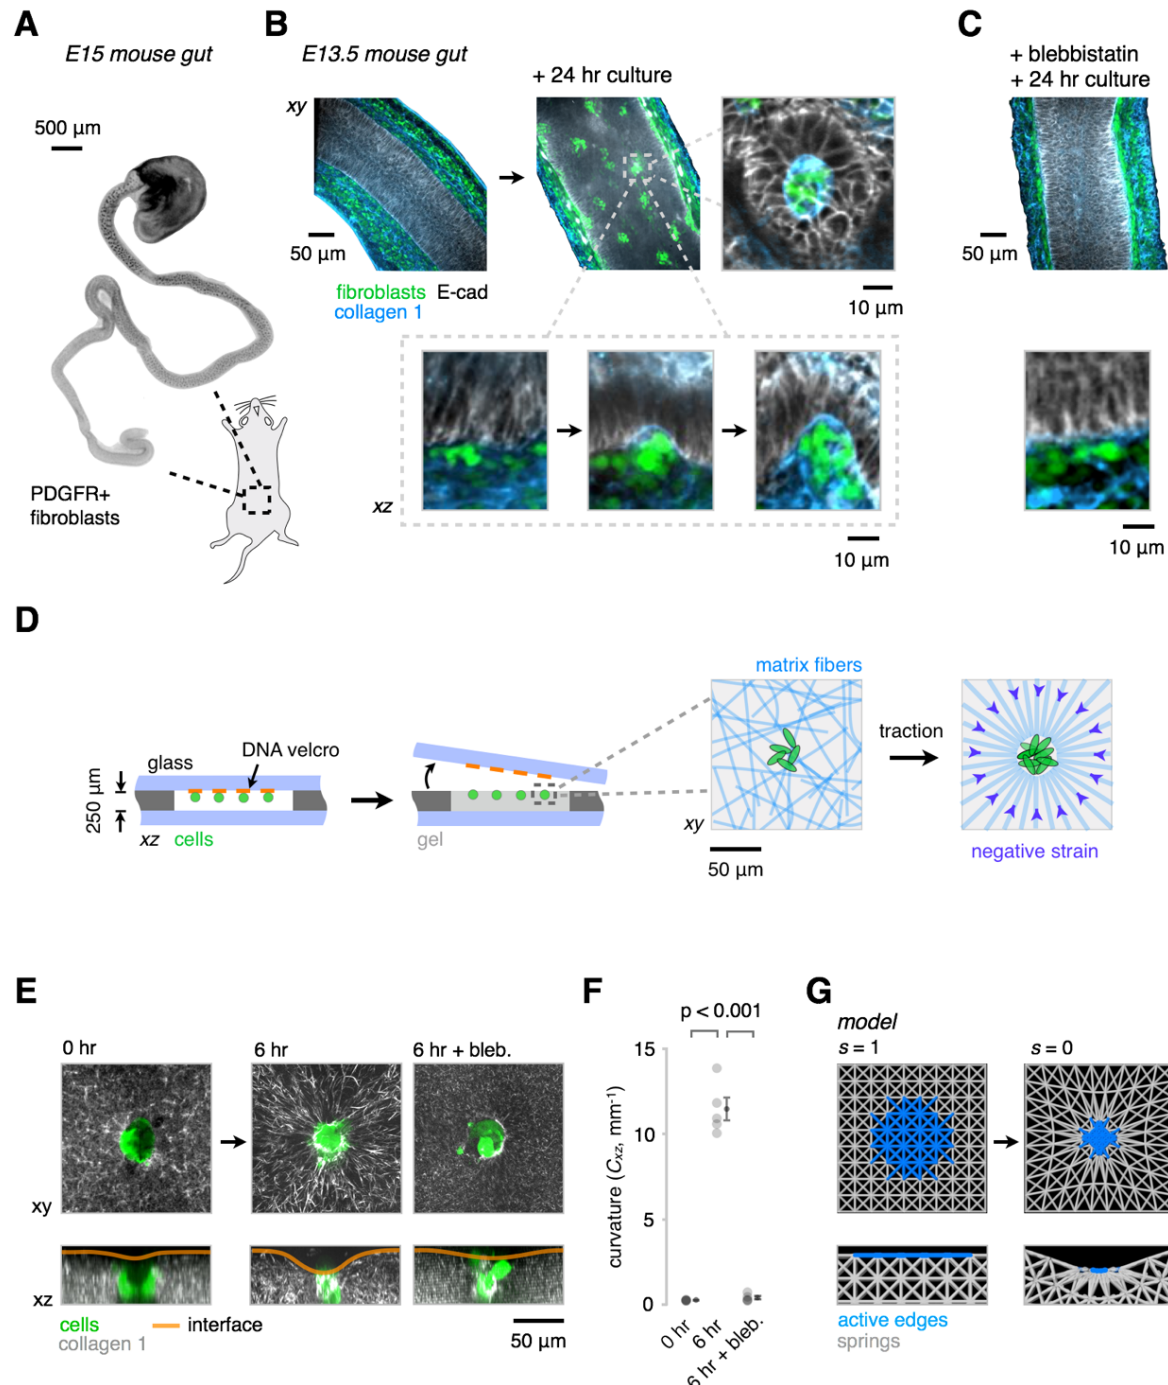 A
E15 mouse gut
500 µm
PDGFR+
fibroblasts
B
E13.5 mouse gut
+ 24 hr culture
xy
50 µm
fibroblasts E-cad
collagen 1
10 µm
xz
10 µm
C
+ blebbistatin
+ 24 hr culture
50 µm
10 µm
D
250 µm
glass
DNA velcro
xz
cells
gel
matrix fibers
xy
50 µm
traction
negative strain
E
0 hr
6 hr
6 hr + bleb.
xy
xz
cells
interface
collagen 1
50 µm
F
p < 0.001
curvature (Cxz, mm⁻¹)
15
10
5
0
0 hr
6 hr
6 hr + bleb.
G
model
s = 1
s = 0
active edges
springs